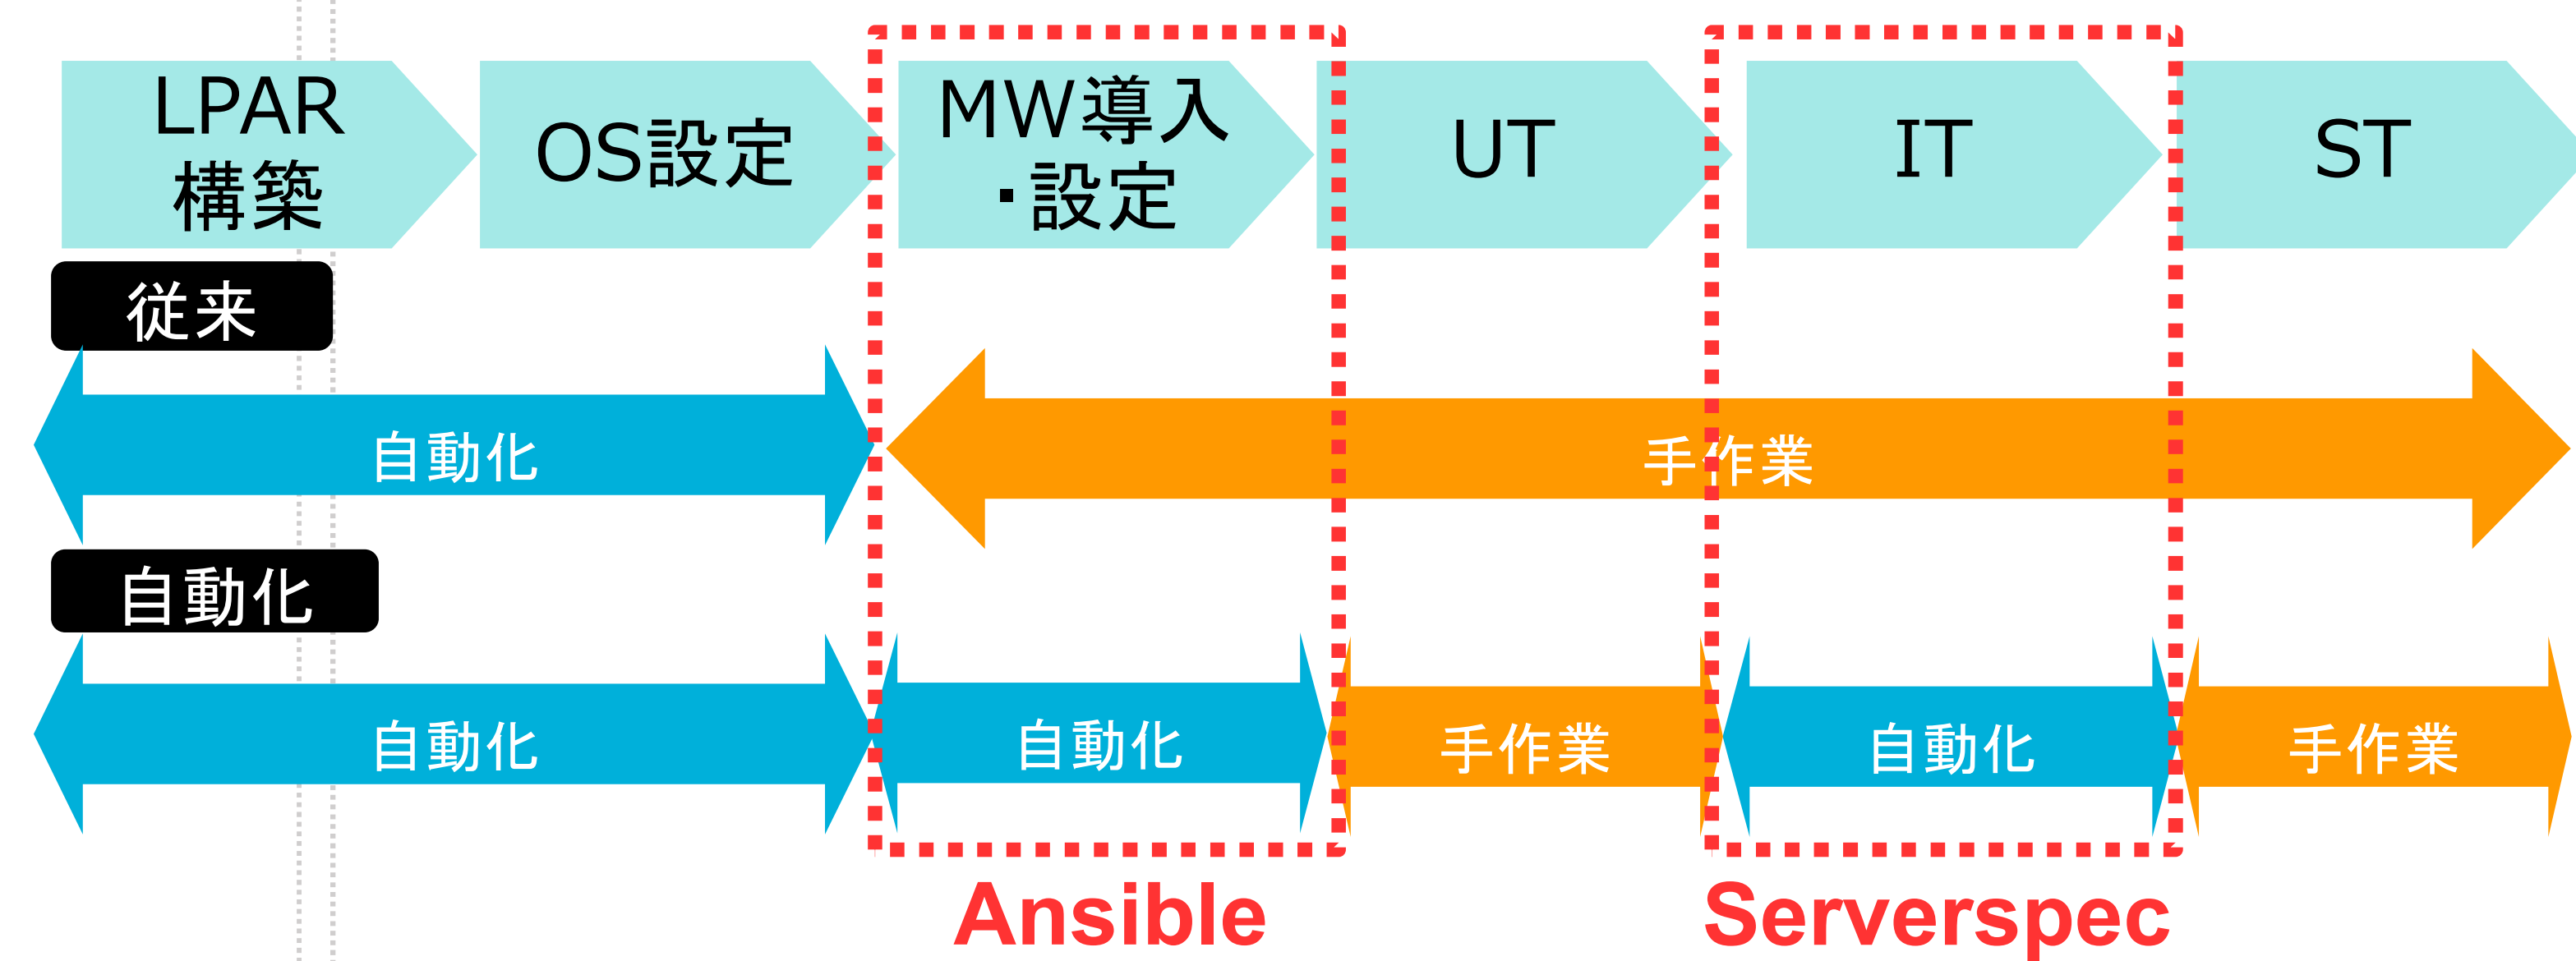 LPAR
構築
OS設定
MW導入
・設定
UT
IT
ST
従来
自動化
手作業
自動化
自動化
自動化
手作業
自動化
手作業
Ansible
Serverspec